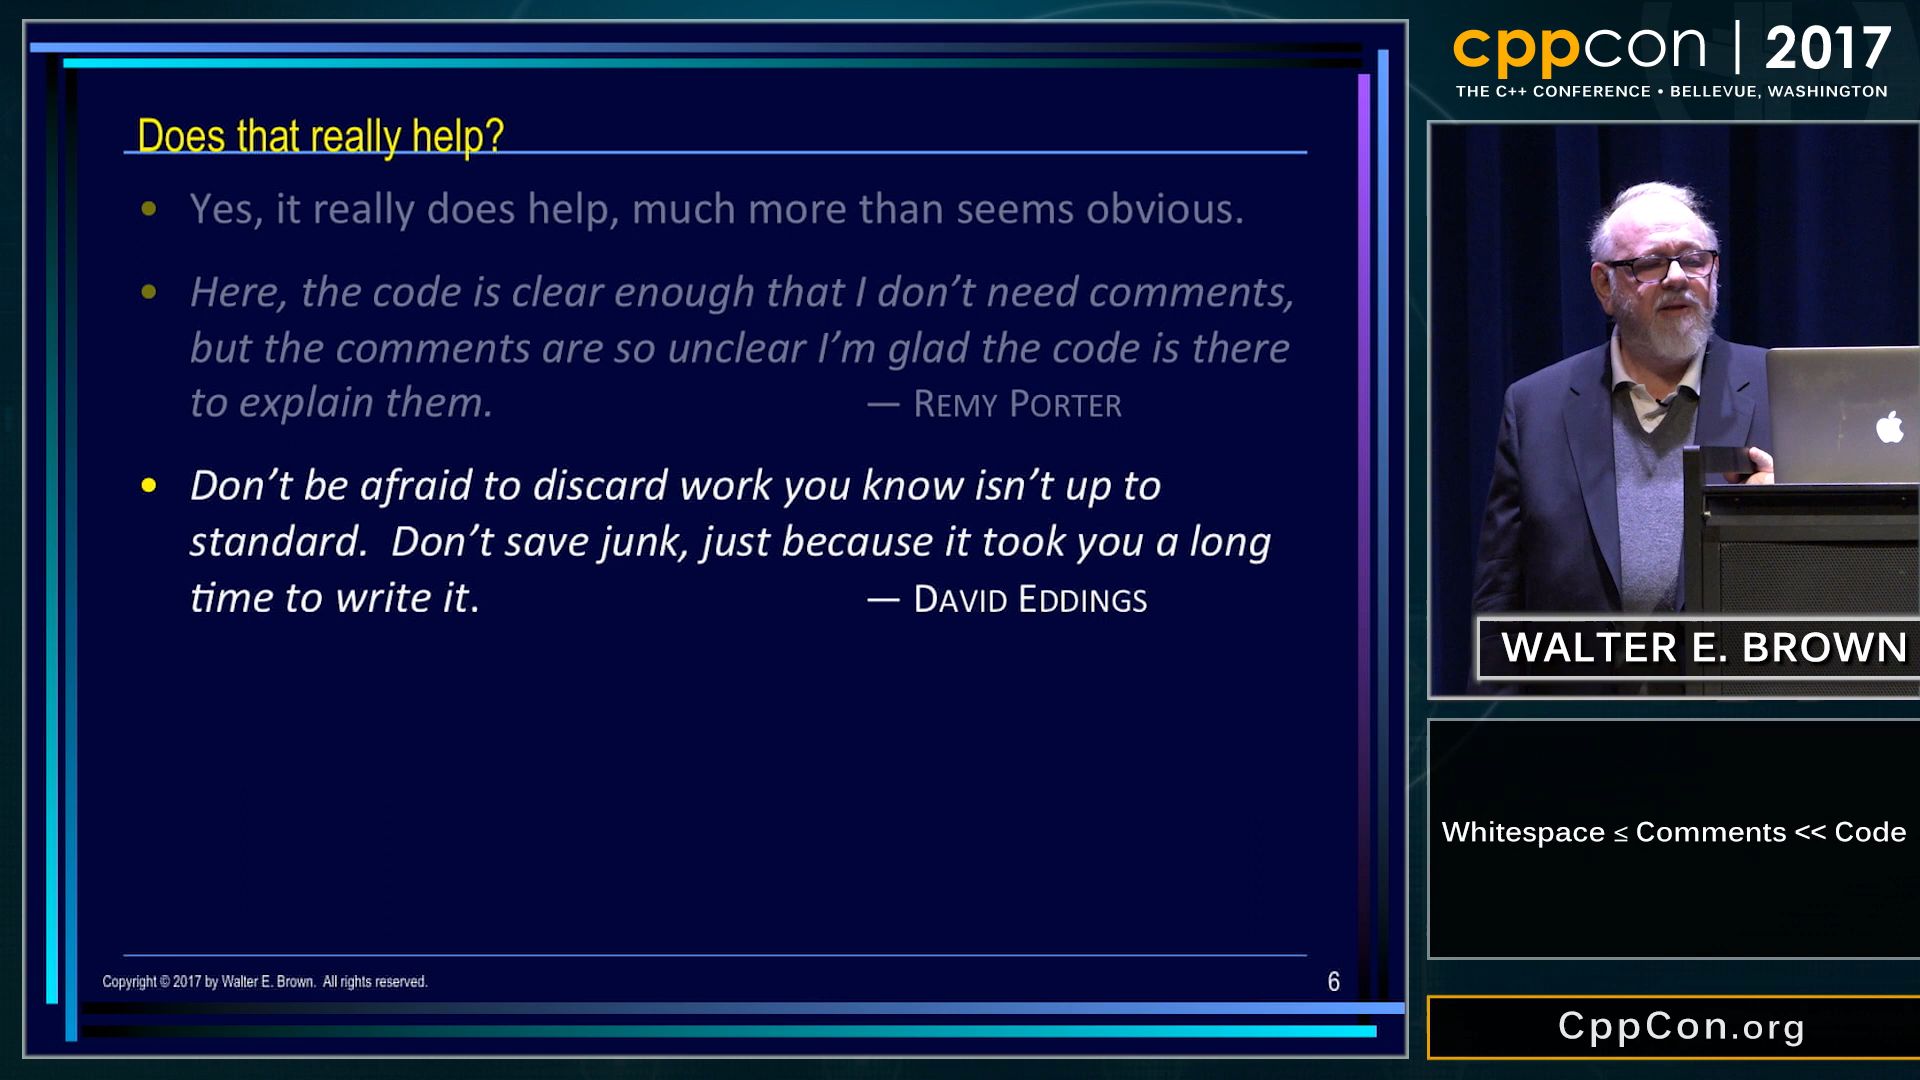 Does that really help?
• Yes, it really does help, much more than seems obvious.
• Here, the code is clear enough that I don't need comments,
but the comments are so unclear I'm glad the code is there
to explain them. — REMY PORTER
• Don't be afraid to discard work you know isn't up to
standard. Don't save junk, just because it took you a long
time to write it. — DAVID EDDINGS
Copyright © 2017 by Walter E. Brown. All rights reserved.
6
cppcon | 2017
THE C++ CONFERENCE • BELLEVUE, WASHINGTON
WALTER E. BROWN
Whitespace ≤ Comments << Code
CppCon.org